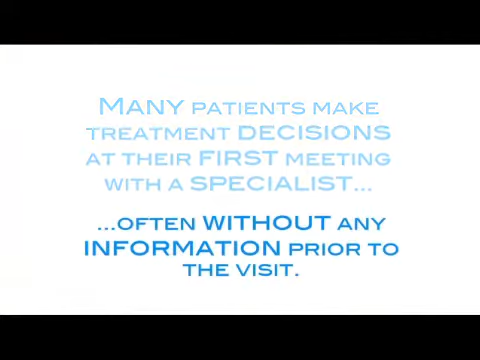 Many patients make
treatment decisions
at their first meeting
with a specialist...
...often without any
information prior to
the visit.